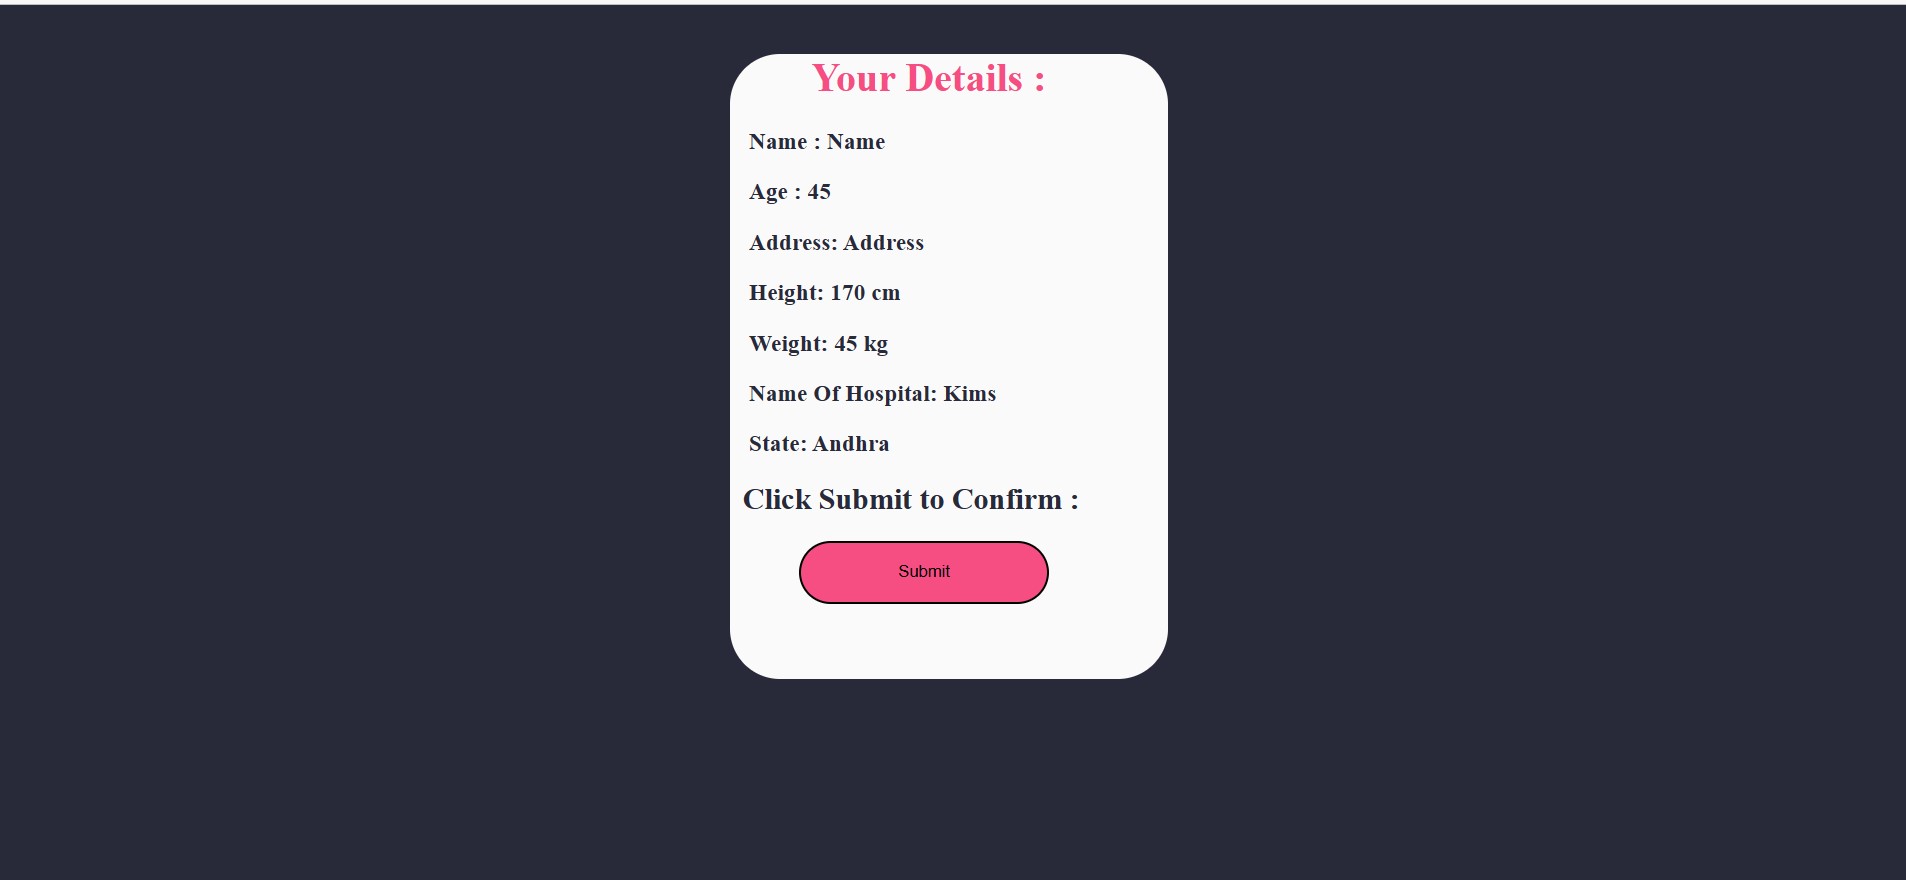 Your Details :
Name : Name
Age : 45
Address: Address
Height: 170 cm
Weight: 45 kg
Name Of Hospital: Kims
State: Andhra
Click Submit to Confirm :
Submit